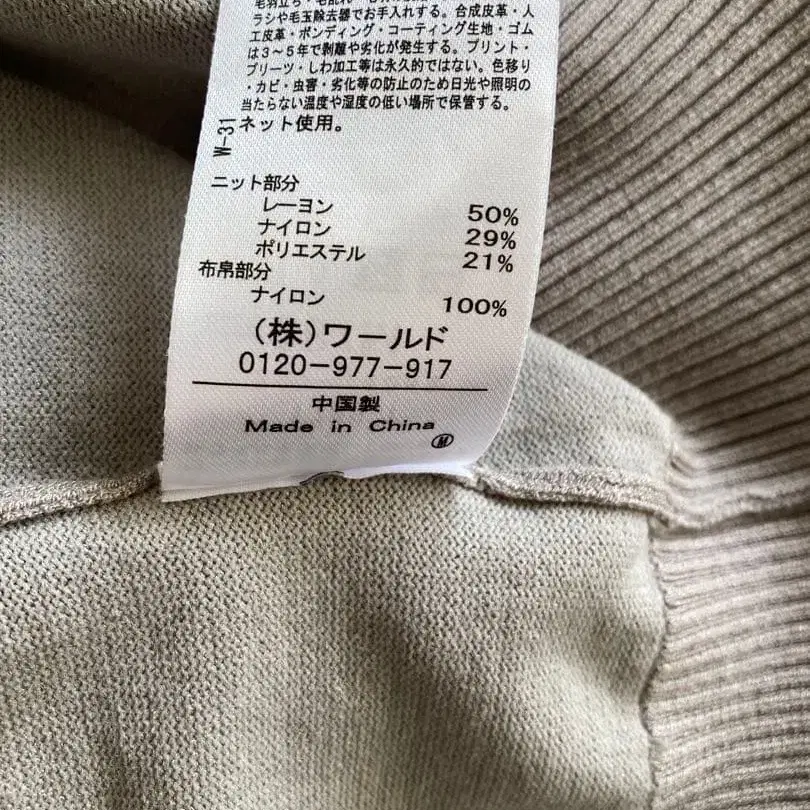 ラシや毛玉除去器でお手入れする。合成皮革・人
工皮革・ボンディング・コーティング生地・ゴム
は3～5年で剥離や劣化が発生する。プリント・
プリーツ・しわ加工等は永久的ではない。色移り
・カビ・虫害・劣化等の防止のため日光や照明の
当たらない温度や湿度の低い場所で保管する。
ネット使用。
W-31
ニット部分
レーヨン 50%
ナイロン 29%
ポリエステル 21%
布帛部分
ナイロン 100%
(株)ワールド
0120-977-917
中国製
Made in China
M